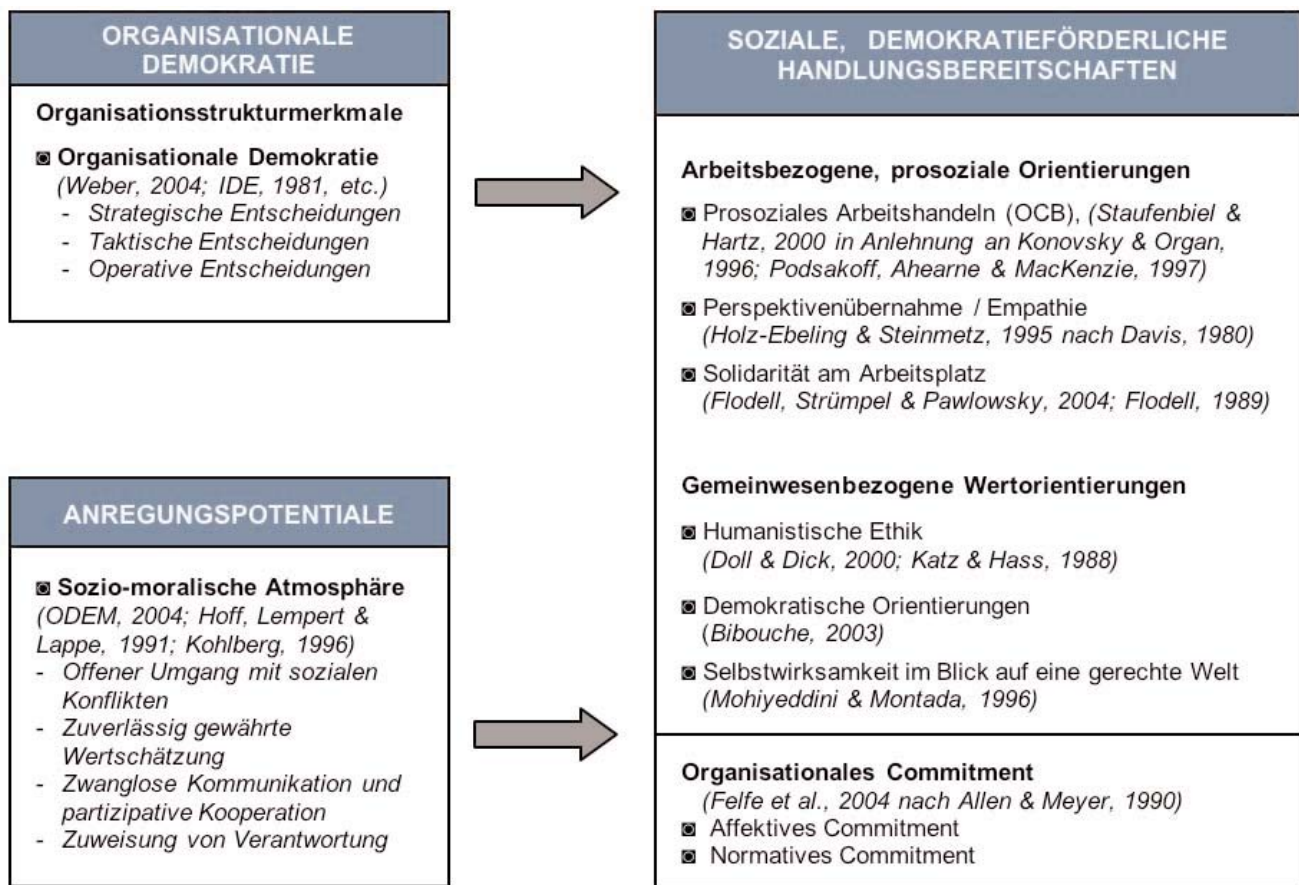 ORGANISATIONALE
DEMOKRATIE
Organisationsstrukturmerkmale
◙ Organisationale Demokratie
(Weber, 2004; IDE, 1981, etc.)
- Strategische Entscheidungen
- Taktische Entscheidungen
- Operative Entscheidungen
ANREGUNGSPOTENTIALE
◙ Sozio-moralische Atmosphäre
(ODEM, 2004; Hoff, Lempert &
Lappe, 1991; Kohlberg, 1996)
- Offener Umgang mit sozialen
Konflikten
- Zuverlässig gewährte
Wertschätzung
- Zwanglose Kommunikation und
partizipative Kooperation
- Zuweisung von Verantwortung
SOZIALE, DEMOKRATIEFÖRDERLICHE
HANDLUNGSBEREITSCHAFTEN
Arbeitsbezogene, prosoziale Orientierungen
◙ Prosoziales Arbeitshandeln (OCB), (Staufenbiel &
Hartz, 2000 in Anlehnung an Konovsky & Organ,
1996; Podsakoff, Ahearne & MacKenzie, 1997)
◙ Perspektivenübernahme / Empathie
(Holz-Ebeling & Steinmetz, 1995 nach Davis, 1980)
◙ Solidarität am Arbeitsplatz
(Flodell, Strümpel & Pawlowsky, 2004; Flodell, 1989)
Gemeinwesenbezogene Wertorientierungen
◙ Humanistische Ethik
(Doll & Dick, 2000; Katz & Hass, 1988)
◙ Demokratische Orientierungen
(Bibouche, 2003)
◙ Selbstwirksamkeit im Blick auf eine gerechte Welt
(Mohiyeddini & Montada, 1996)
Organisationales Commitment
(Felfe et al., 2004 nach Allen & Meyer, 1990)
◙ Affektives Commitment
◙ Normatives Commitment